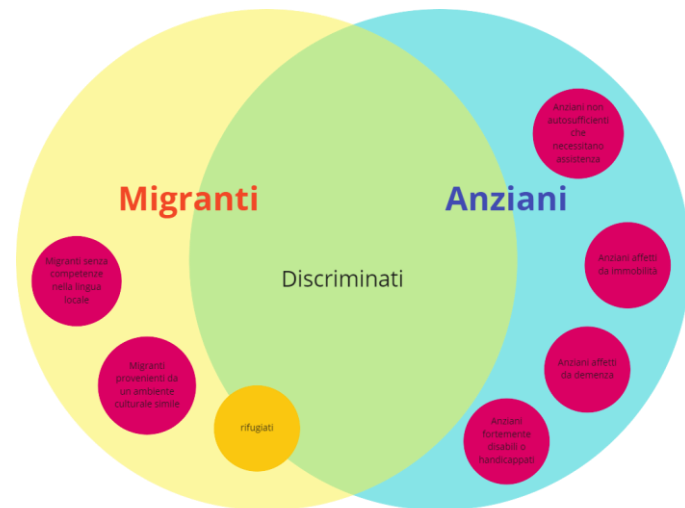 Anziani non
autosufficienti
che
necessitano
assistenza
Migranti
Anziani
Migranti senza
competenze
nella lingua
locale
Anziani affetti
da immobilità
Discriminati
Migranti
provenienti da
un ambiente
culturale simile
Anziani affetti
da demenza
rifugiati
Anziani
fortemente
disabili o
handicappati